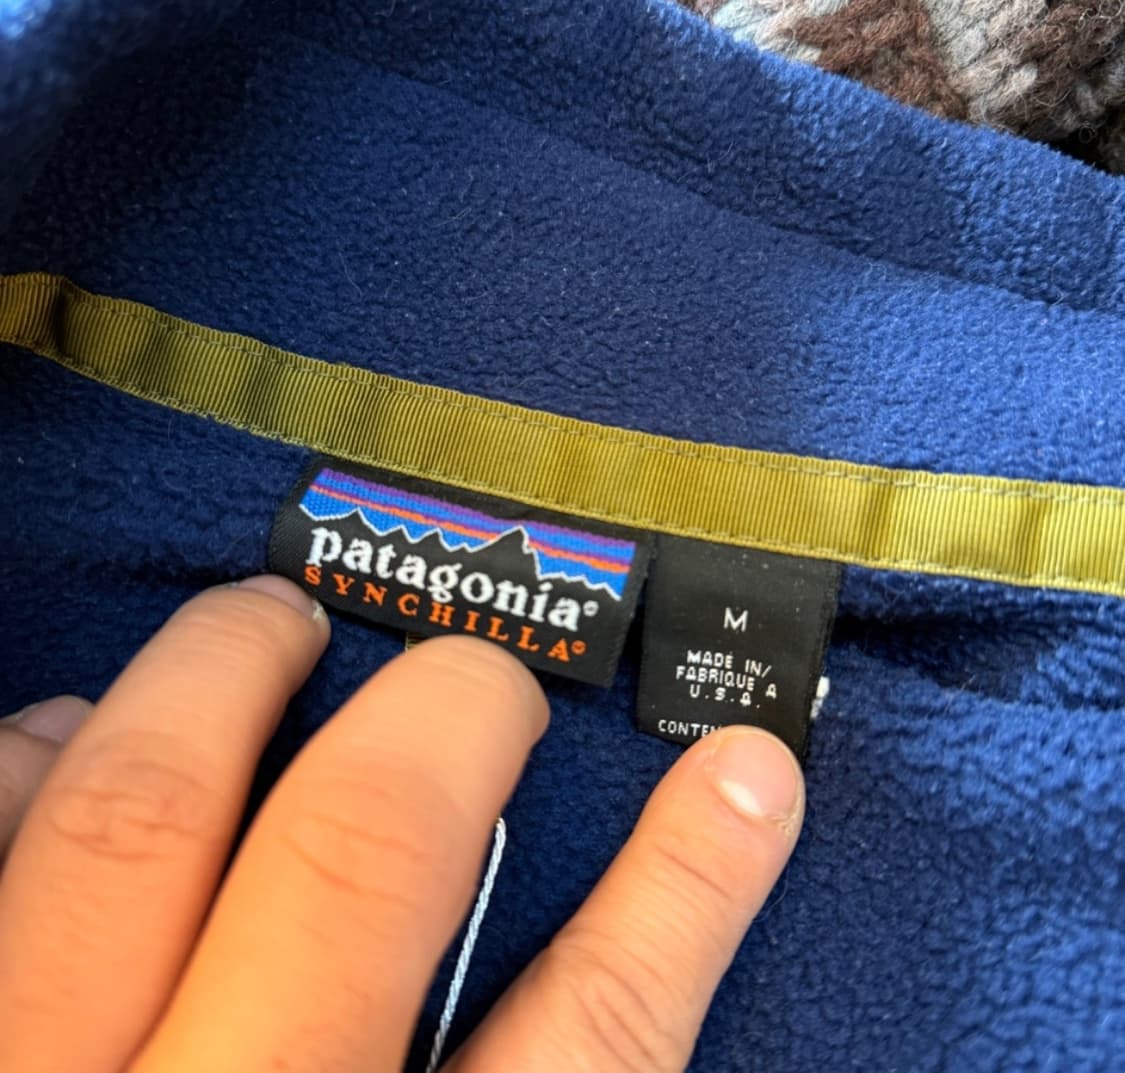 patagonia®
SYNCHILLA®
M
MADE IN/
FABRIQUE A
U.S.A.